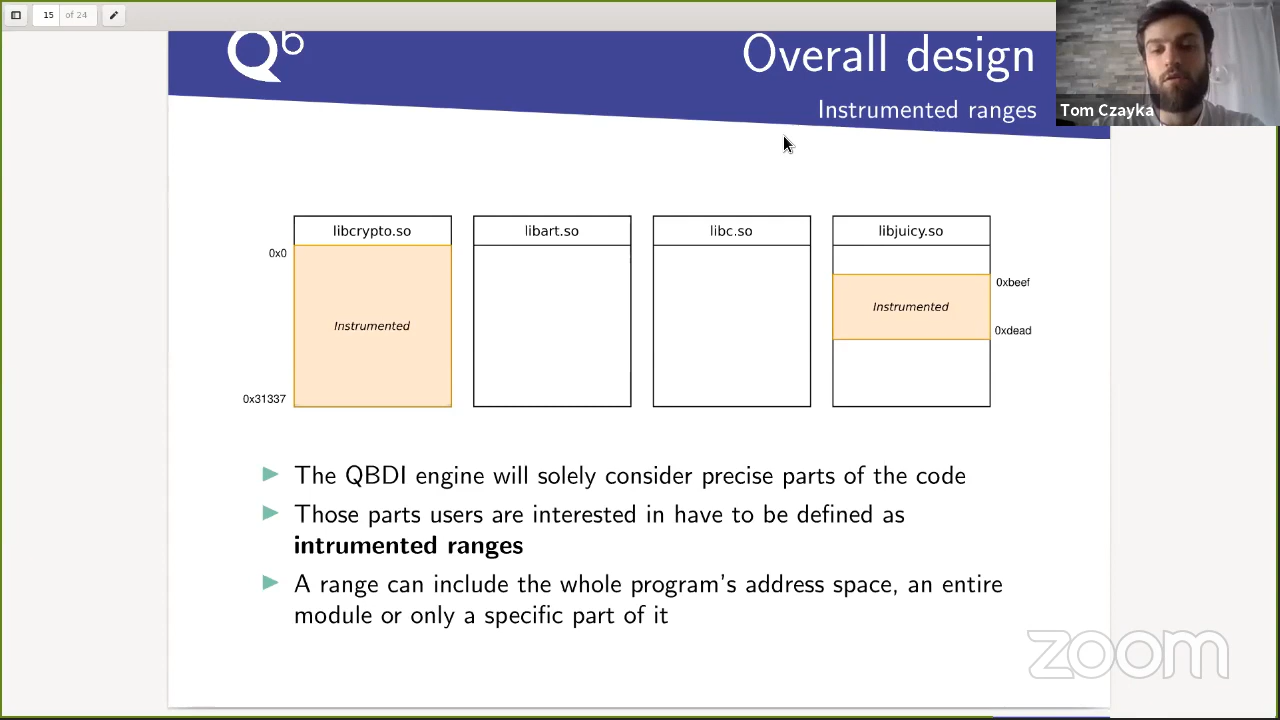 15 of 24
Qb
Overall design
Instrumented ranges
Tom Czayka
libcrypto.so
libart.so
libc.so
libjuicy.so
0x0
0xbeef
Instrumented
Instrumented
0xdead
0x31337
The QBDI engine will solely consider precise parts of the code
Those parts users are interested in have to be defined as
intrumented ranges
A range can include the whole program's address space, an entire
module or only a specific part of it
zoom